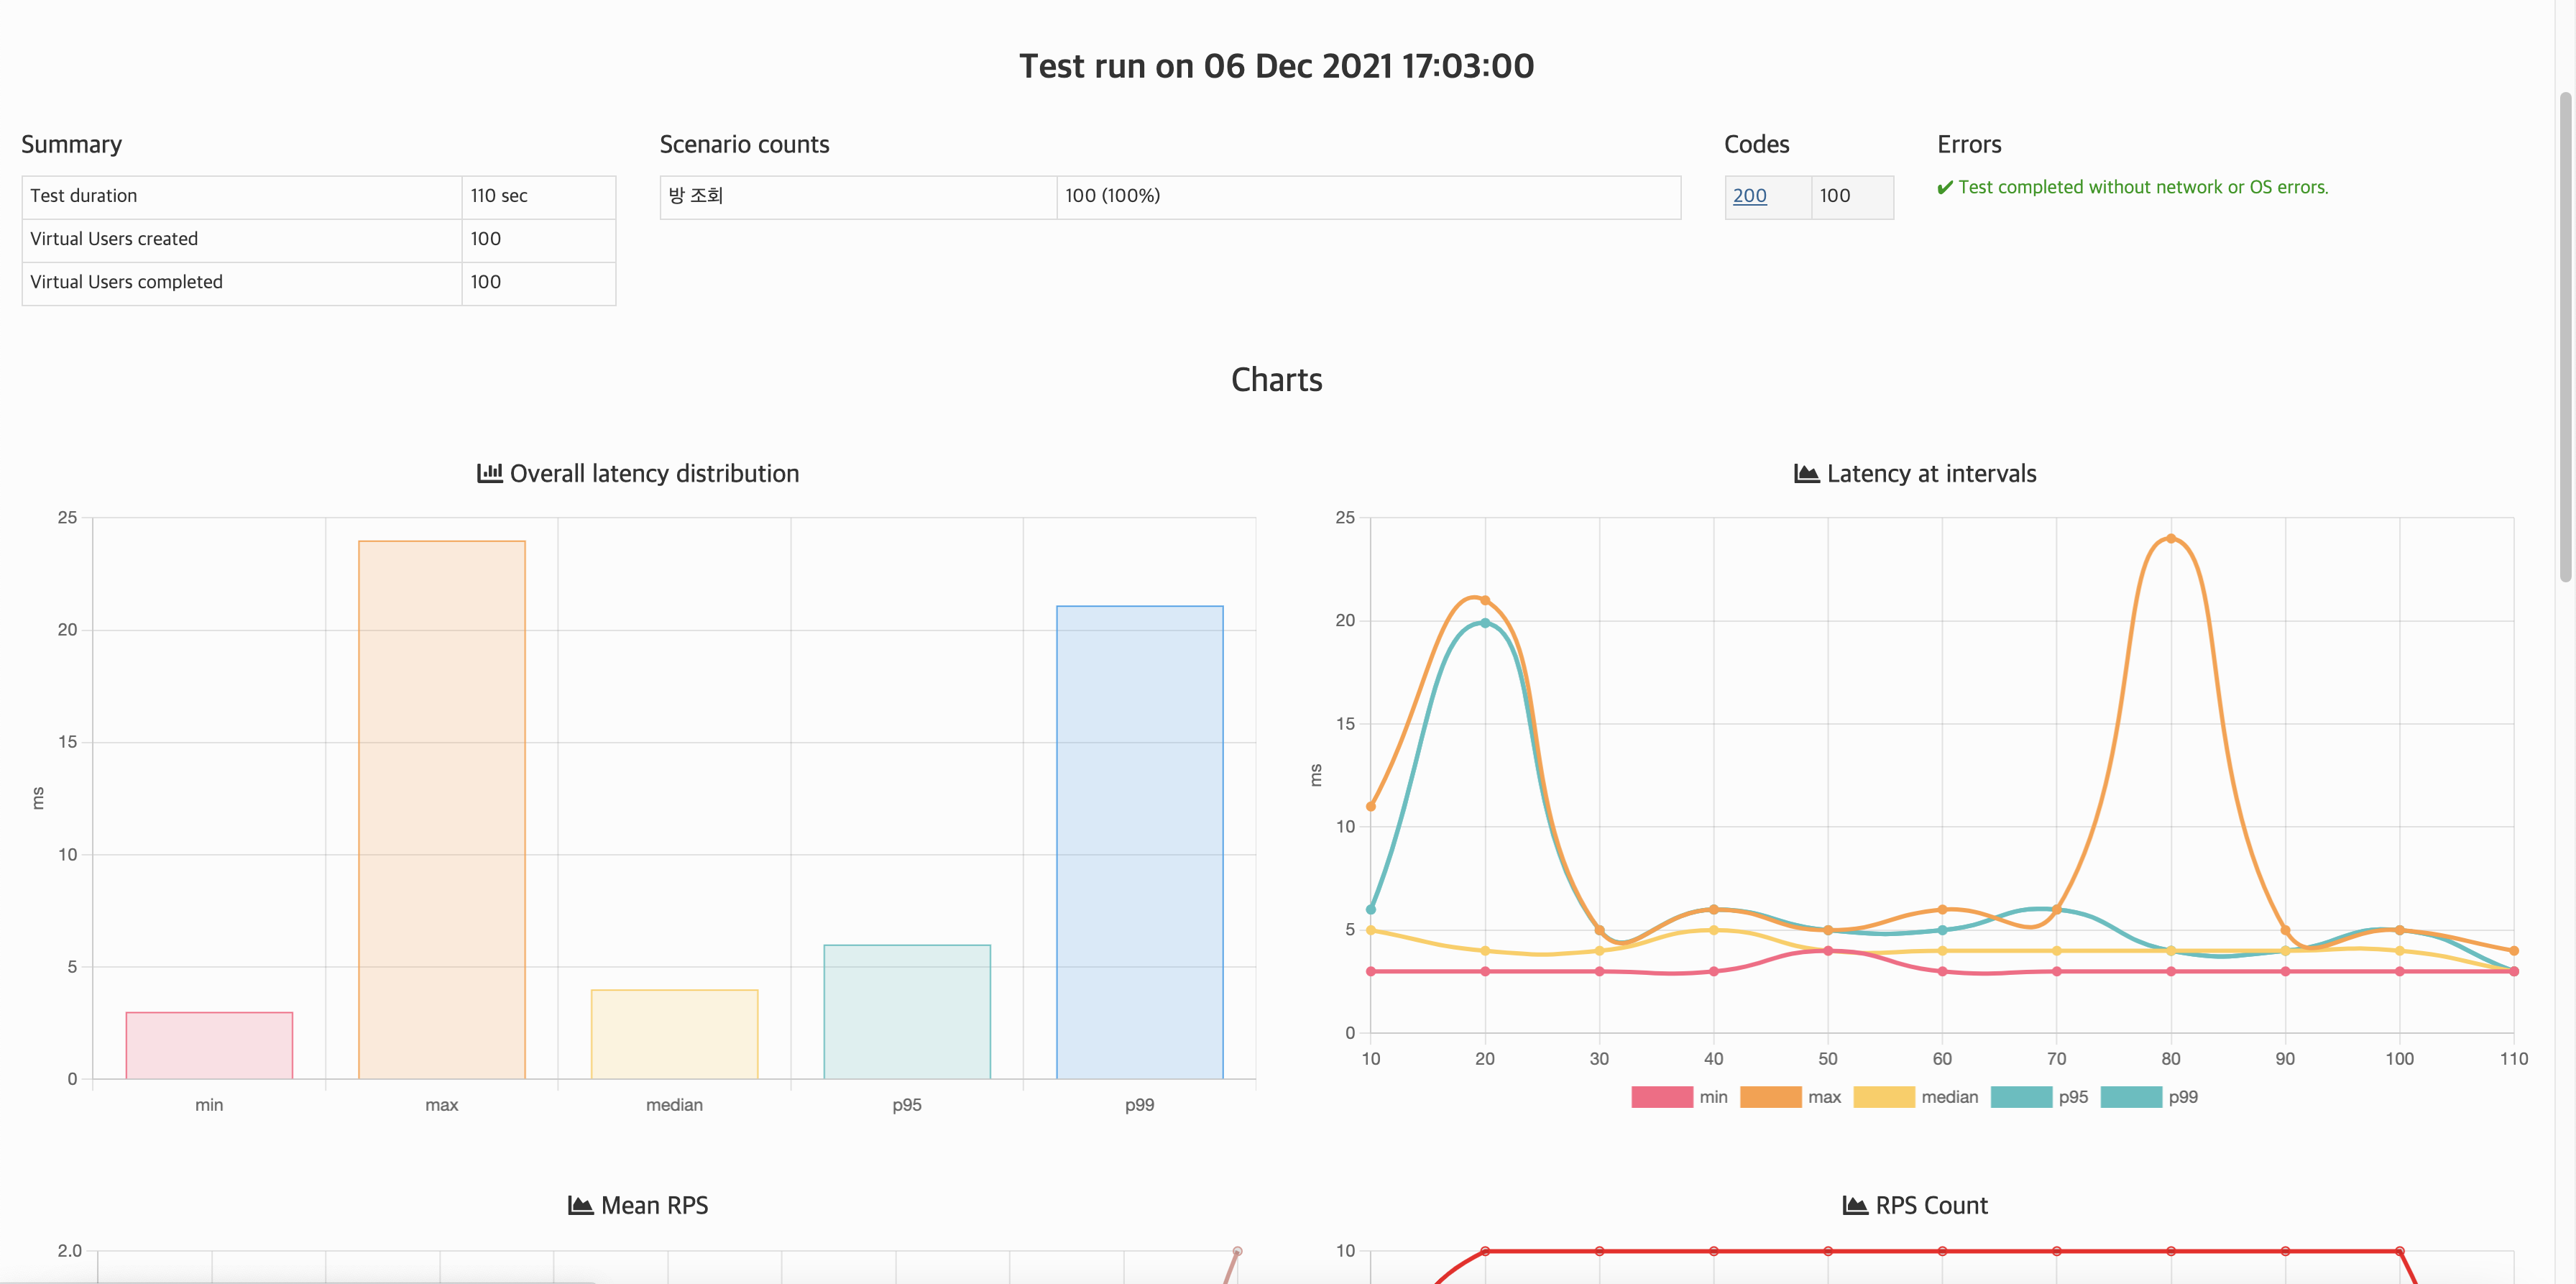 Test run on 06 Dec 2021 17:03:00
Summary
Test duration 110 sec
Virtual Users created 100
Virtual Users completed 100
Scenario counts
방 조회 100 (100%)
Codes
200 100
Errors
✔ Test completed without network or OS errors.
Charts
Overall latency distribution
25
20
15
10
5
0
ms
min max median p95 p99
Latency at intervals
25
20
15
10
5
0
ms
10 20 30 40 50 60 70 80 90 100 110
min max median p95 p99
Mean RPS
2.0
RPS Count
10